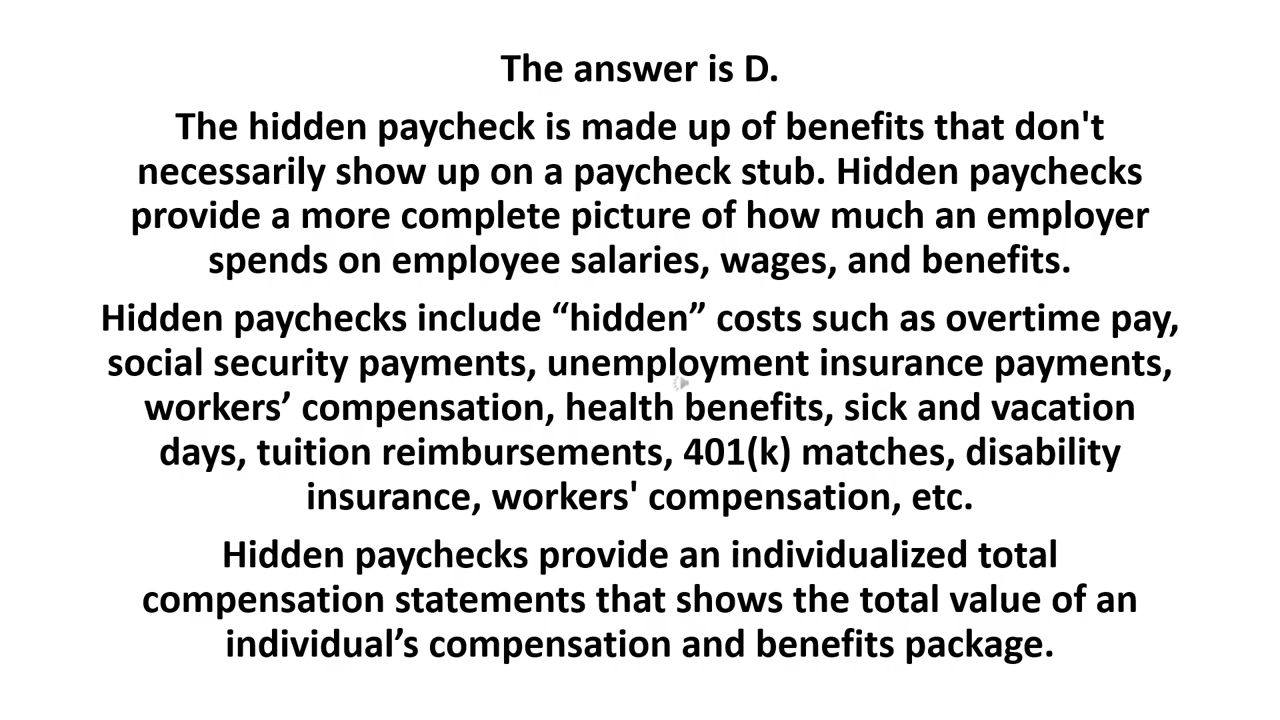 The answer is D.
The hidden paycheck is made up of benefits that don't
necessarily show up on a paycheck stub. Hidden paychecks
provide a more complete picture of how much an employer
spends on employee salaries, wages, and benefits.
Hidden paychecks include “hidden” costs such as overtime pay,
social security payments, unemployment insurance payments,
workers’ compensation, health benefits, sick and vacation
days, tuition reimbursements, 401(k) matches, disability
insurance, workers' compensation, etc.
Hidden paychecks provide an individualized total
compensation statements that shows the total value of an
individual’s compensation and benefits package.